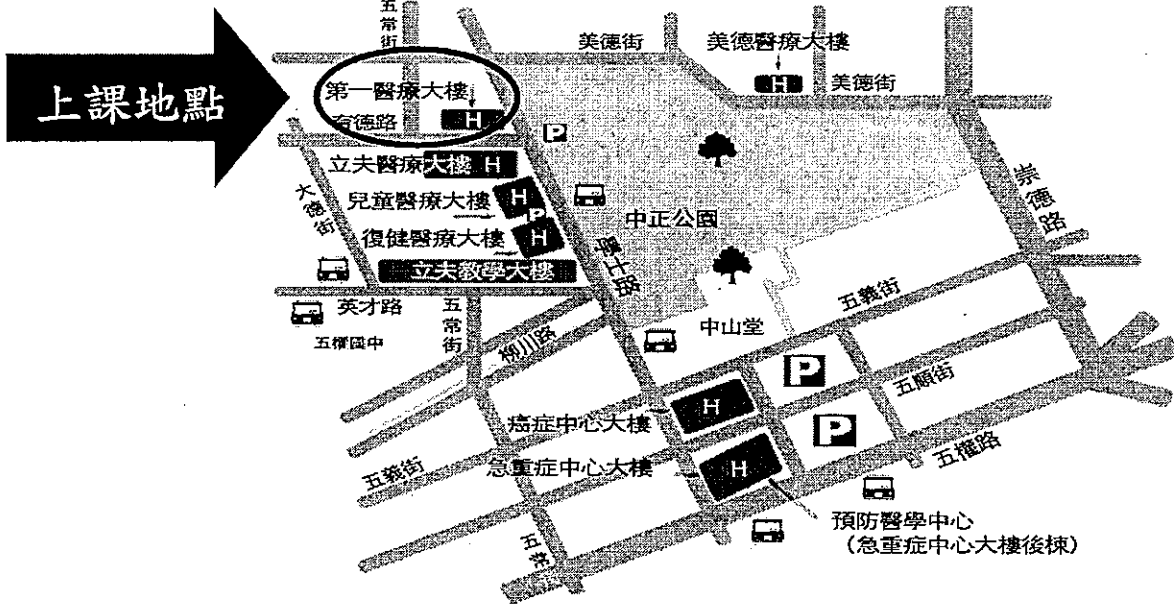 五常街
美德街
美德醫療大樓
H
美德街
上課地點
第一醫療大樓
育德路
H
P
立夫醫療大樓 H
兒童醫療大樓
H
P
大德街
復健醫療大樓
H
立夫教學大樓
中正公園
學士路
崇德路
英才路
五權國中
五常街
柳川路
中山堂
五義街
P
五順街
H
癌症中心大樓
P
五權路
五義街
急重症中心大樓
H
預防醫學中心
（急重症中心大樓後棟）